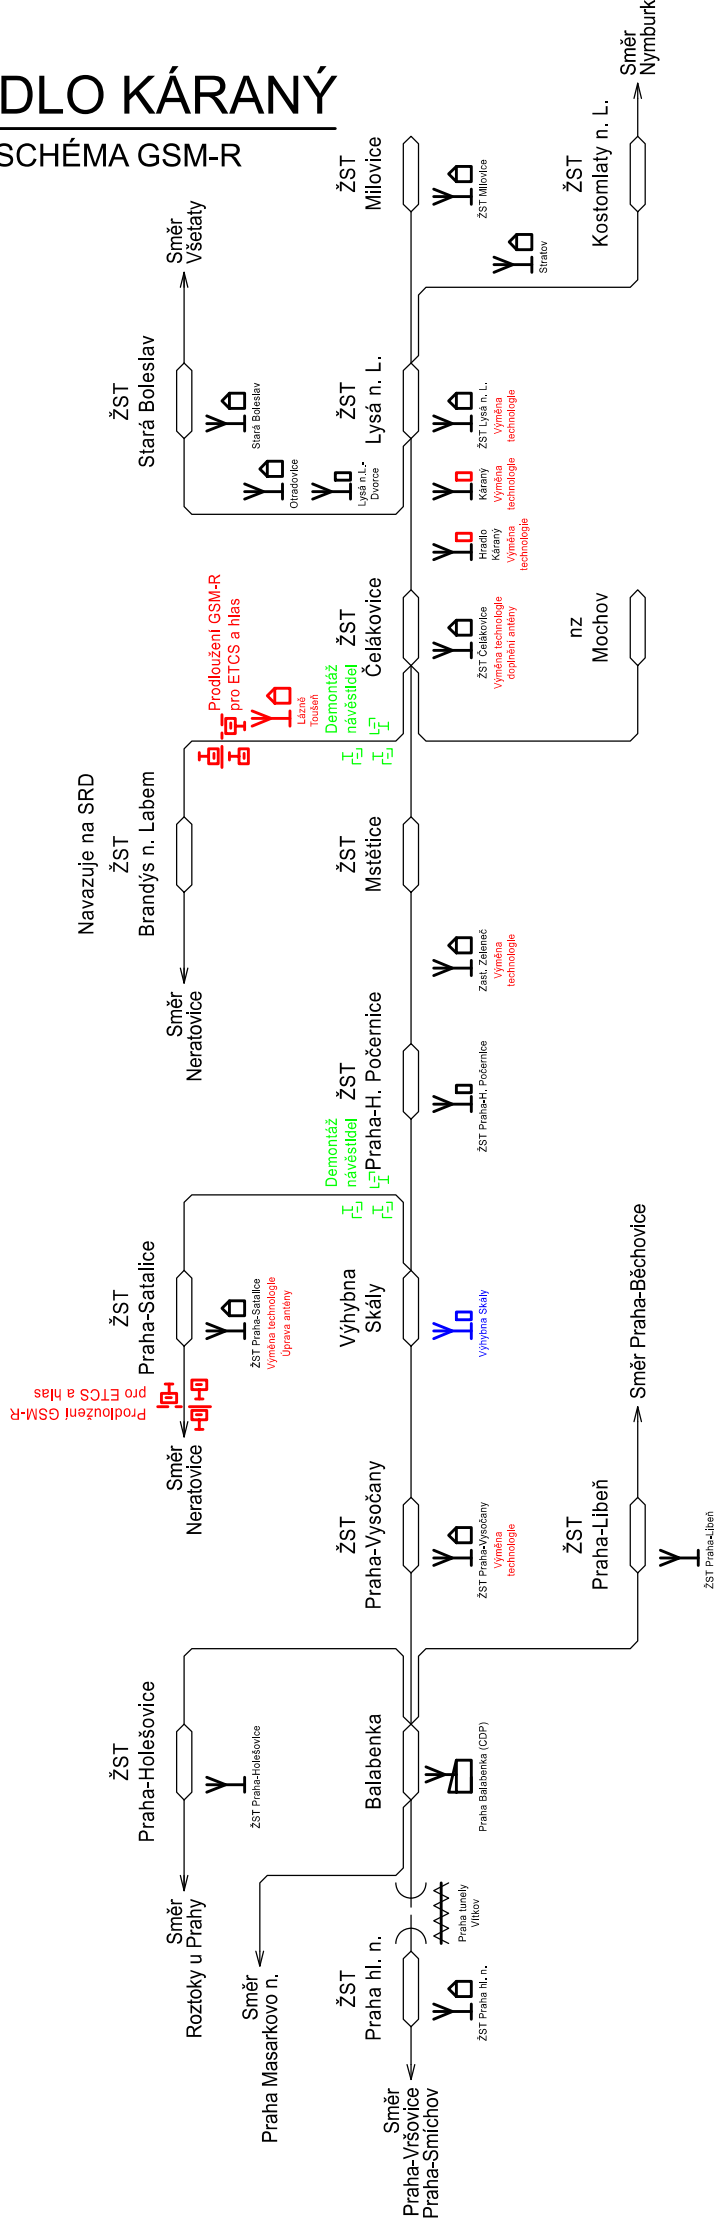 DLO KÁRANÝ
SCHÉMA GSM-R
Směr
Nymburk
ŽST
Milovice
ŽST Milovice
ŽST
Kostomlaty n. L.
Směr
Všetaty
Stratov
ŽST
Stará Boleslav
Stará Boleslav
ŽST
Lysá n. L.
ŽST Lysá n. L.
Výměna
technologie
Otradovice
Lysá n.L.-
Dvorce
Káraný
Výměna
technologie
Hradlo
Káraný
Výměna
technologie
Prodloužení GSM-R
pro ETCS a hlas
Lázně
Toušeň
Demontáž
návěstidel
ŽST
Čelákovice
ŽST Čelákovice
Výměna technologie
doplnění antény
nz
Mochov
Navazuje na SRD
ŽST
Brandýs n. Labem
ŽST
Mstětice
Směr
Neratovice
Zast. Zeleneč
Výměna
technologie
ŽST
Praha-H. Počernice
ŽST Praha-H. Počernice
Demontáž
návěstidel
ŽST
Praha-Satalice
ŽST Praha-Satalice
Výměna technologie
Úprava antény
Výhybna
Skály
Výhybna Skály
Směr Praha-Běchovice
Prodloužení GSM-R
pro ETCS a hlas
Směr
Neratovice
ŽST
Praha-Vysočany
ŽST Praha-Vysočany
Výměna
technologie
ŽST
Praha-Libeň
ŽST Praha-Libeň
ŽST
Praha-Holešovice
ŽST Praha-Holešovice
Balabenka
Praha Balabenka (CDP)
Směr
Roztoky u Prahy
Praha tunely
Vítkov
Směr
Praha Masarkovo n.
ŽST
Praha hl. n.
ŽST Praha hl. n.
Směr
Praha-Vršovice
Praha-Smíchov